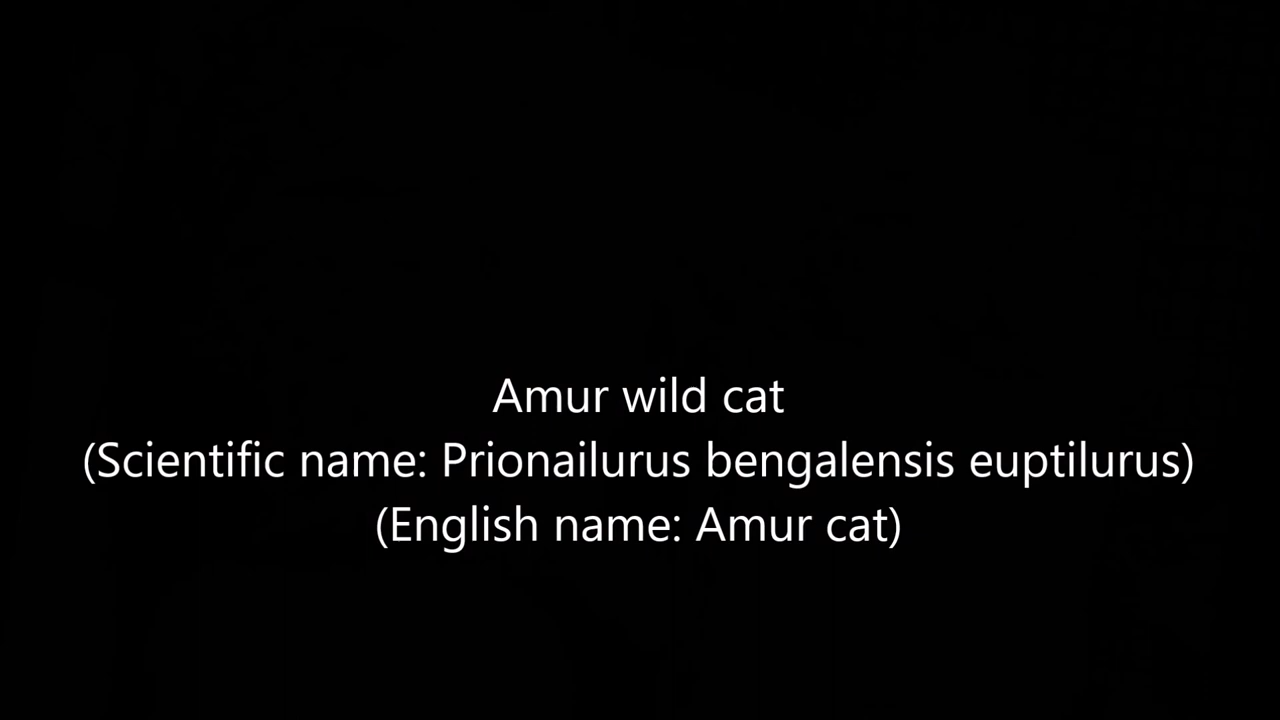 Amur wild cat
(Scientific name: Prionailurus bengalensis euptilurus)
(English name: Amur cat)